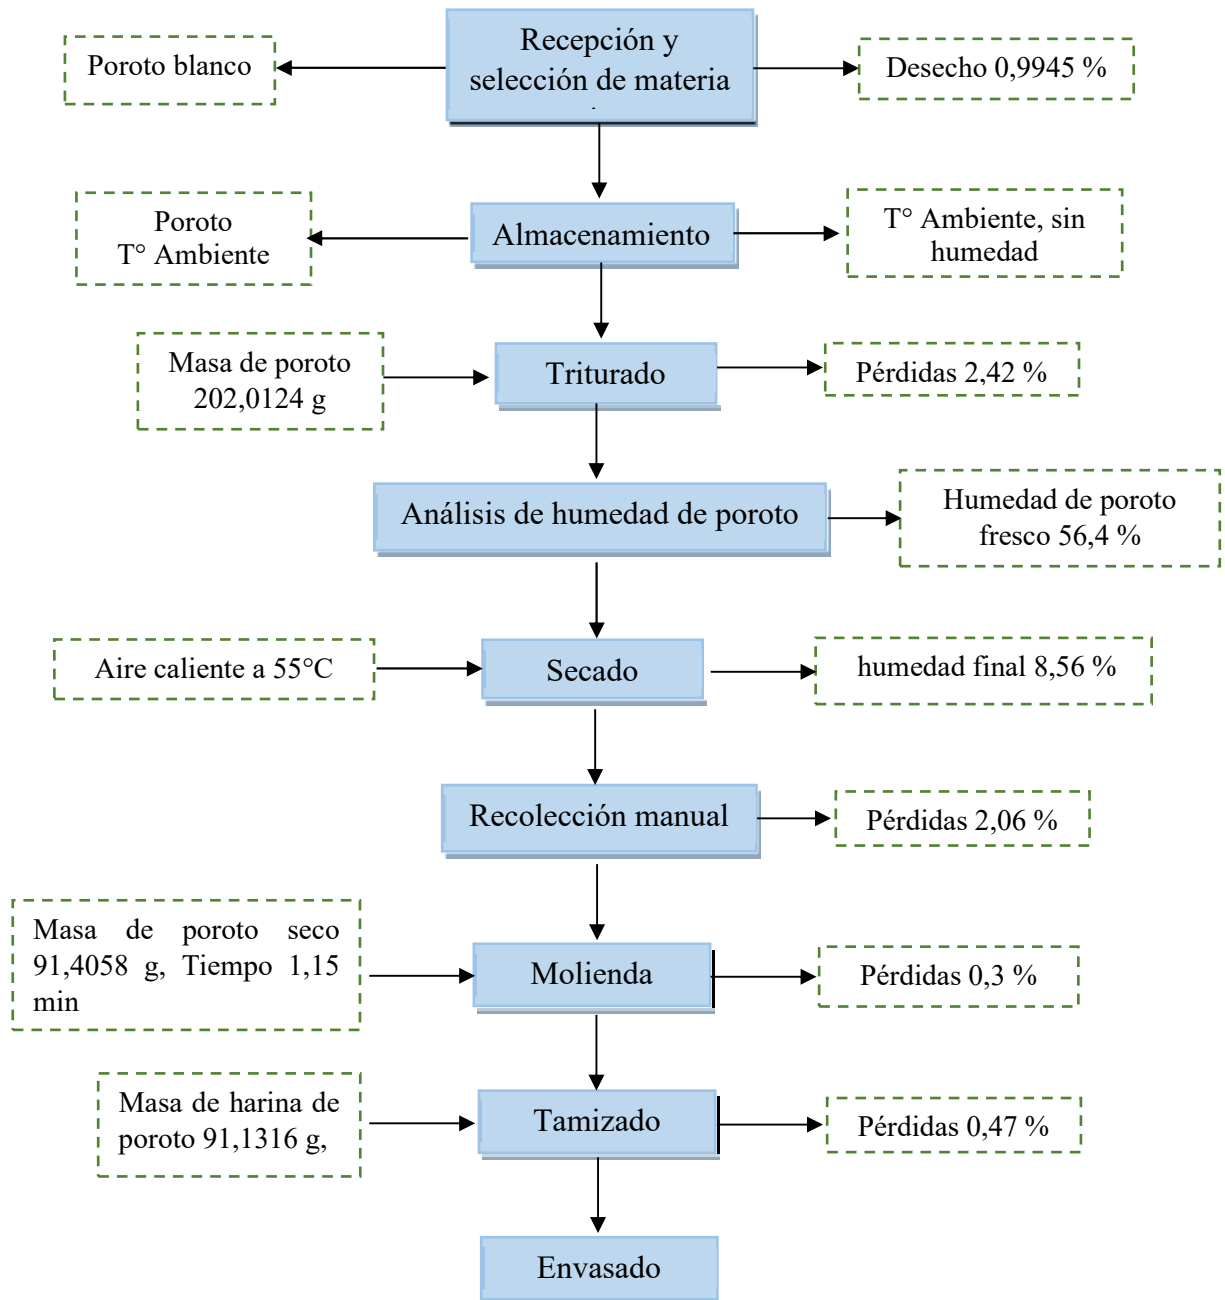 Recepción y
selección de materia
Poroto blanco
Desecho 0,9945 %
Poroto
T° Ambiente
Almacenamiento
T° Ambiente, sin
humedad
Masa de poroto
202,0124 g
Triturado
Pérdidas 2,42 %
Análisis de humedad de poroto
Humedad de poroto
fresco 56,4 %
Aire caliente a 55°C
Secado
humedad final 8,56 %
Recolección manual
Pérdidas 2,06 %
Masa de poroto seco
91,4058 g, Tiempo 1,15
min
Molienda
Pérdidas 0,3 %
Masa de harina de
poroto 91,1316 g,
Tamizado
Pérdidas 0,47 %
Envasado